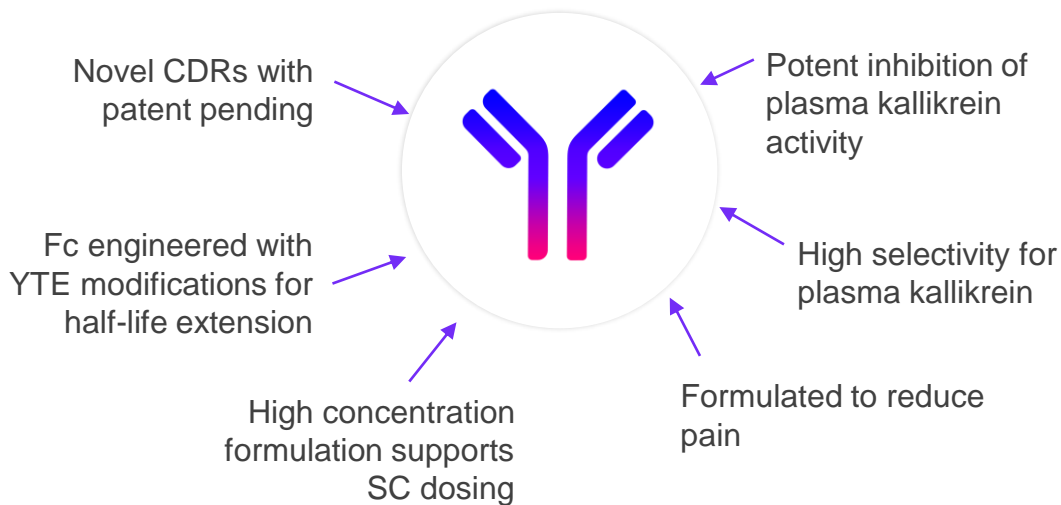 Novel CDRs with
patent pending
Fc engineered with
YTE modifications for
half-life extension
High concentration
formulation supports
SC dosing
Potent inhibition of
plasma kallikrein
activity
High selectivity for
plasma kallikrein
Formulated to reduce
pain